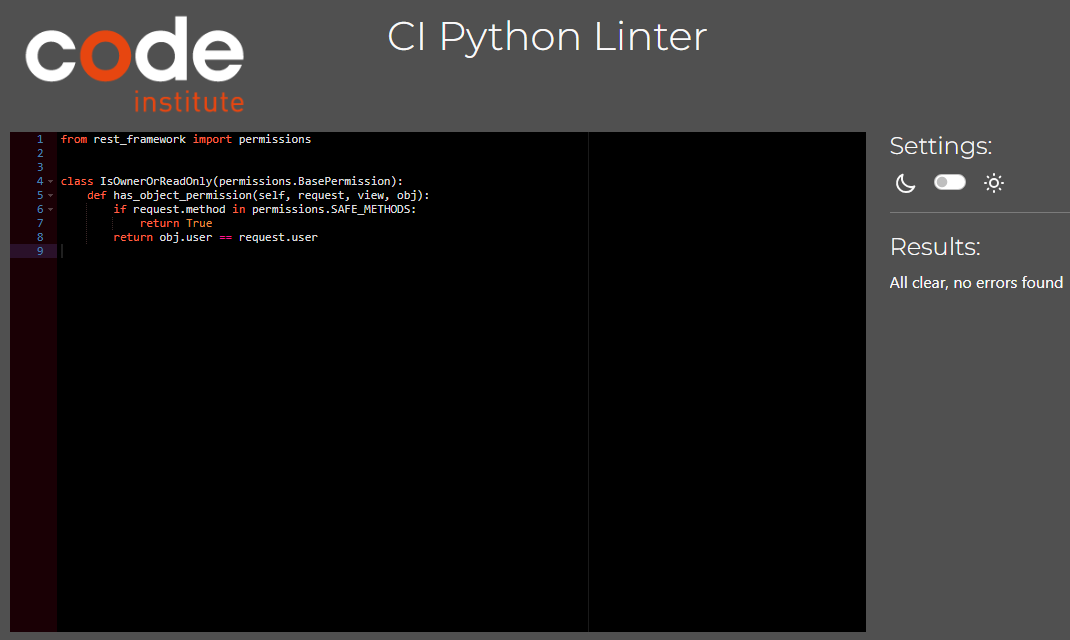 code
institute
CI Python Linter
1 from rest_framework import permissions
2
3
4 class IsOwnerOrReadOnly(permissions.BasePermission):
5     def has_object_permission(self, request, view, obj):
6         if request.method in permissions.SAFE_METHODS:
7             return True
8         return obj.user == request.user
9
Settings:
Results:
All clear, no errors found